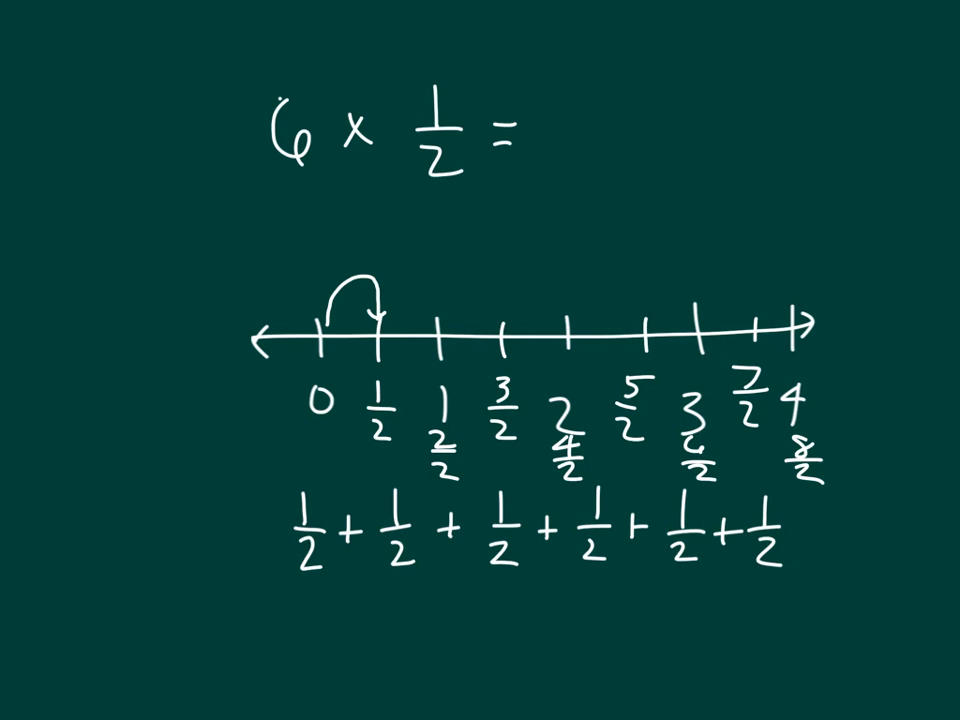 6 × 1/2 =
0 1/2 1 3/2 2 5/2 3 7/2 4
2/2 4/2 6/2 8/2
1/2 + 1/2 + 1/2 + 1/2 + 1/2 + 1/2